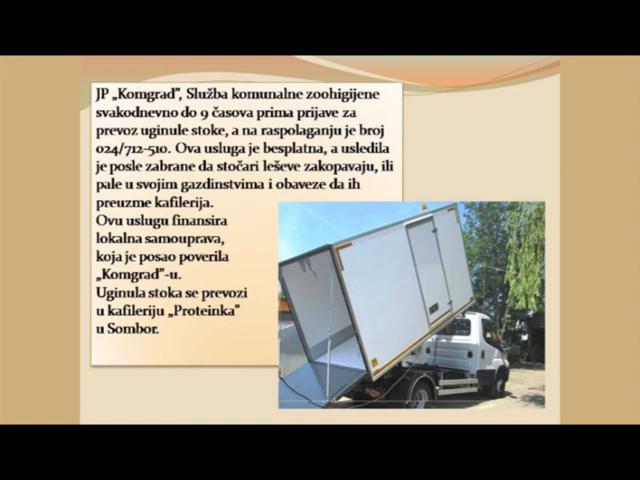 JP „Komgrad”, Služba komunalne zoohigijene
svakodnevno do 9 časova prima prijave za
prevoz uginule stoke, a na raspolaganju je broj
024/712-510. Ova usluga je besplatna, a usledila
je posle zabrane da stočari leševe zakopavaju, ili
pale u svojim gazdinstvima i obaveze da ih
preuzme kafilerija.
Ovu uslugu finansira
lokalna samouprava,
koja je posao poverila
„Komgrad”-u.
Uginula stoka se prevozi
u kafileriju „Proteinka”
u Sombor.